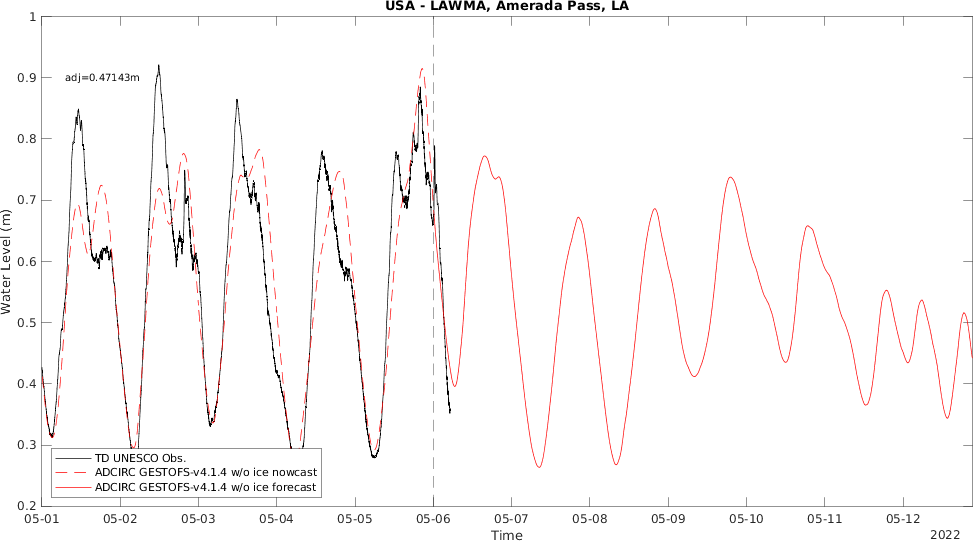 USA - LAWMA, Amerada Pass, LA
1
0.9
0.8
0.7
0.6
0.5
0.4
0.3
0.2
Water Level (m)
adj=0.47143m
TD UNESCO Obs.
ADCIRC GESTOFS-v4.1.4 w/o ice nowcast
ADCIRC GESTOFS-v4.1.4 w/o ice forecast
05-01 05-02 05-03 05-04 05-05 05-06 05-07 05-08 05-09 05-10 05-11 05-12
Time
2022